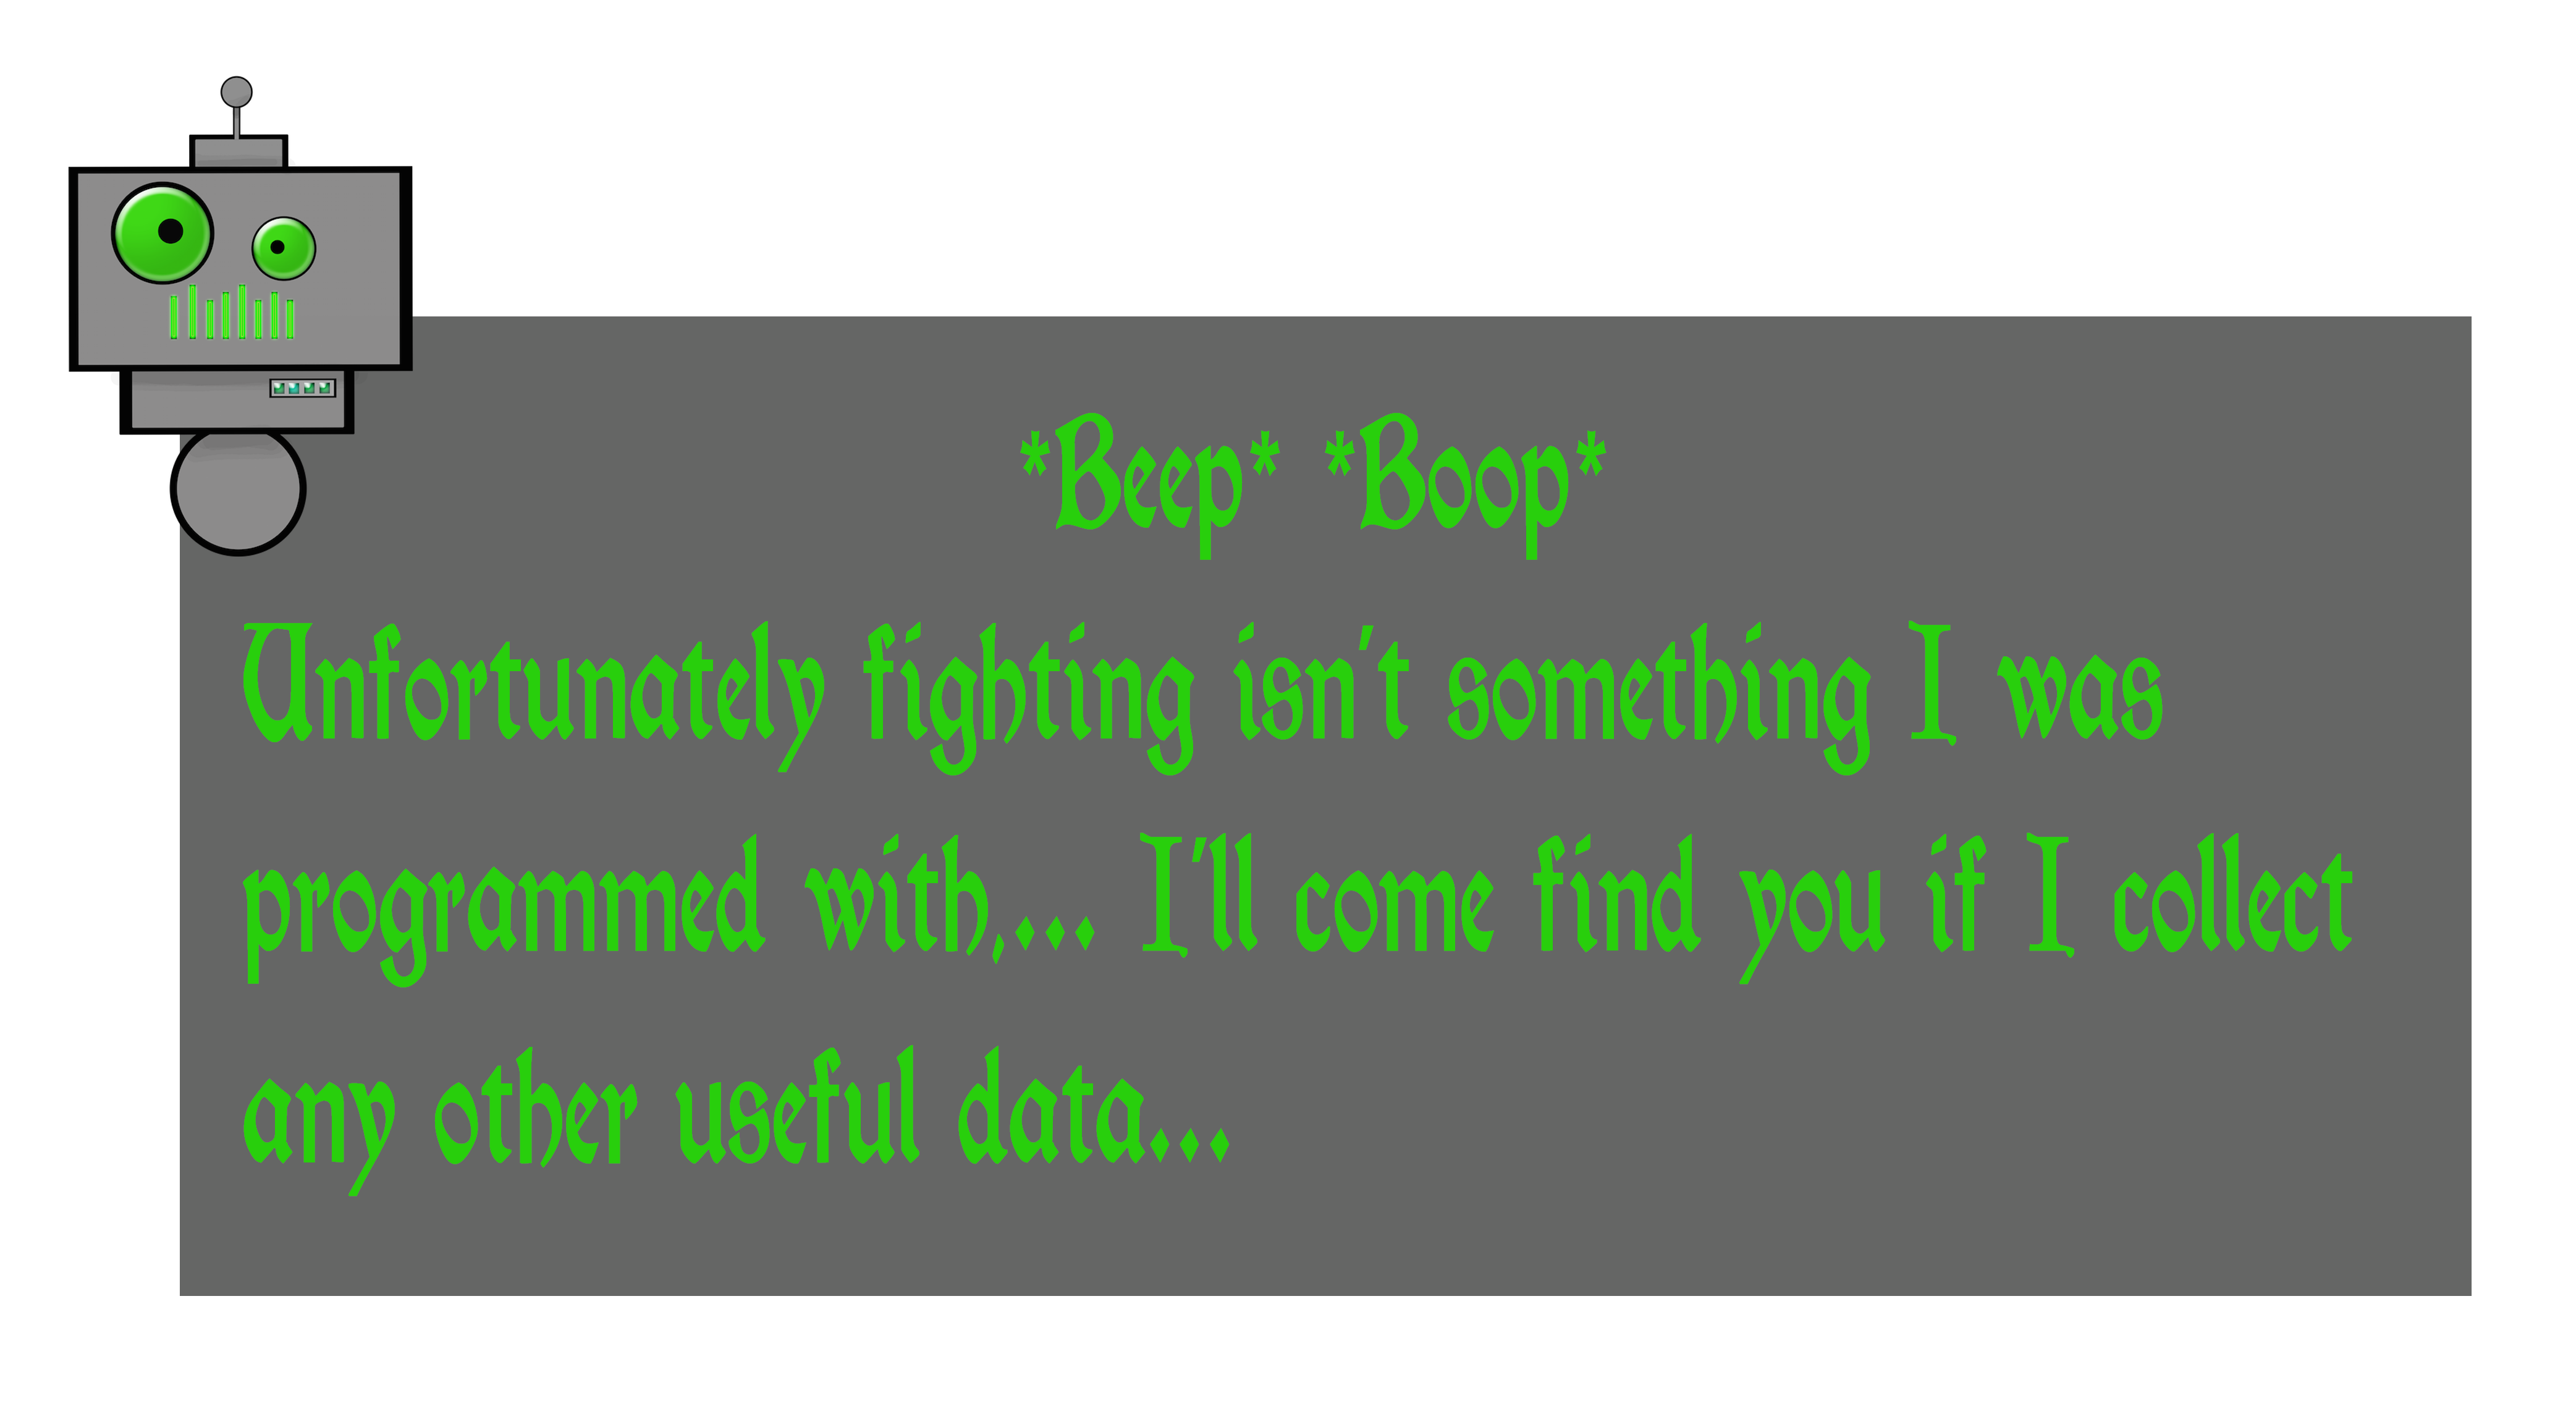 *Beep* *Boop*
Unfortunately fighting isn't something I was
programmed with,... I'll come find you if I collect
any other useful data...